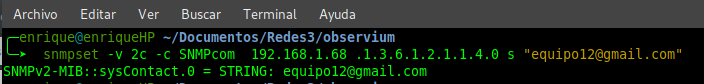 Archivo Editar Ver Buscar Terminal Ayuda
enrique@enriqueHP ~/Documentos/Redes3/observium
snmpset -v 2c -c SNMPcom 192.168.1.68 .1.3.6.1.2.1.1.4.0 s "equipo12@gmail.com"
SNMPv2-MIB::sysContact.0 = STRING: equipo12@gmail.com